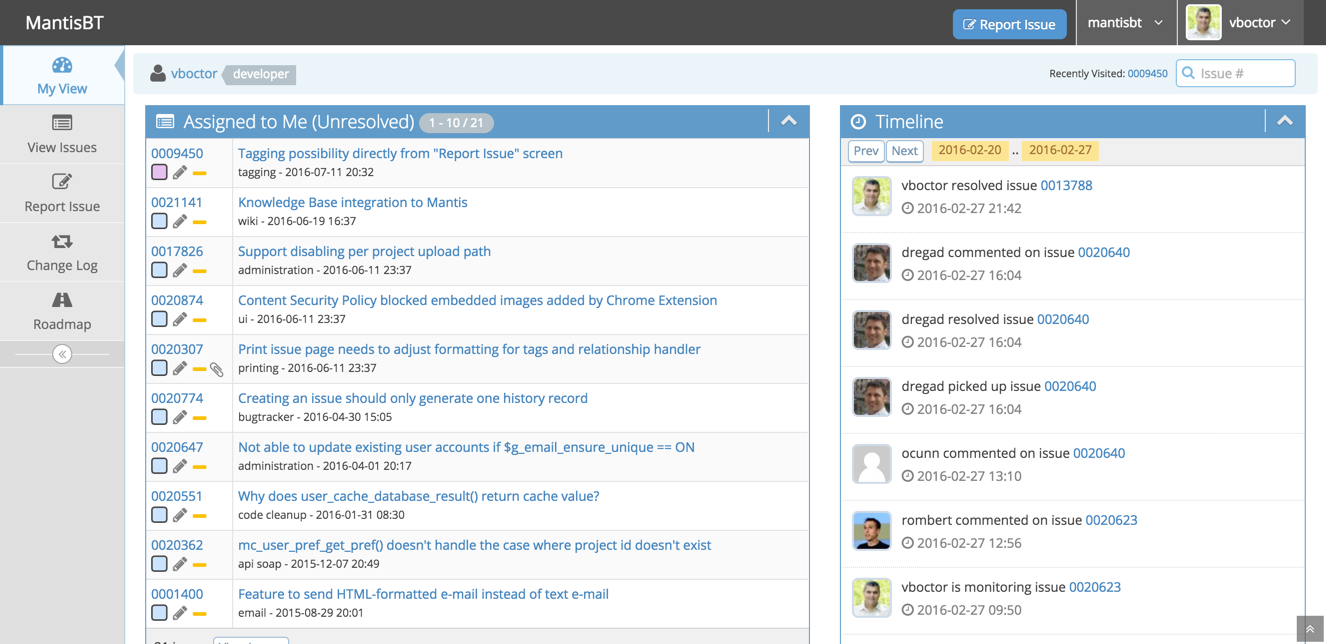 MantisBT
Report Issue
mantisbt
vboctor
My View
View Issues
Report Issue
Change Log
Roadmap
vboctor
developer
Recently Visited: 0009450
Issue #
Assigned to Me (Unresolved) 1 - 10 / 21
0009450
Tagging possibility directly from "Report Issue" screen
tagging - 2016-07-11 20:32
0021141
Knowledge Base integration to Mantis
wiki - 2016-06-19 16:37
0017826
Support disabling per project upload path
administration - 2016-06-11 23:37
0020874
Content Security Policy blocked embedded images added by Chrome Extension
ui - 2016-06-11 23:37
0020307
Print issue page needs to adjust formatting for tags and relationship handler
printing - 2016-06-11 23:37
0020774
Creating an issue should only generate one history record
bugtracker - 2016-04-30 15:05
0020647
Not able to update existing user accounts if $g_email_ensure_unique == ON
administration - 2016-04-01 20:17
0020551
Why does user_cache_database_result() return cache value?
code cleanup - 2016-01-31 08:30
0020362
mc_user_pref_get_pref() doesn't handle the case where project id doesn't exist
api soap - 2015-12-07 20:49
0001400
Feature to send HTML-formatted e-mail instead of text e-mail
email - 2015-08-29 20:01
Timeline
Prev Next 2016-02-20 .. 2016-02-27
vboctor resolved issue 0013788
2016-02-27 21:42
dregad commented on issue 0020640
2016-02-27 16:04
dregad resolved issue 0020640
2016-02-27 16:04
dregad picked up issue 0020640
2016-02-27 16:04
ocunn commented on issue 0020640
2016-02-27 13:10
rombert commented on issue 0020623
2016-02-27 12:56
vboctor is monitoring issue 0020623
2016-02-27 09:50